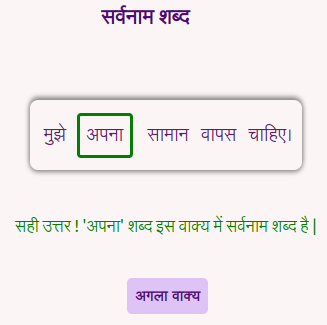 सर्वनाम शब्द
मुझे अपना सामान वापस चाहिए।
सही उत्तर ! 'अपना' शब्द इस वाक्य में सर्वनाम शब्द है |
अगला वाक्य